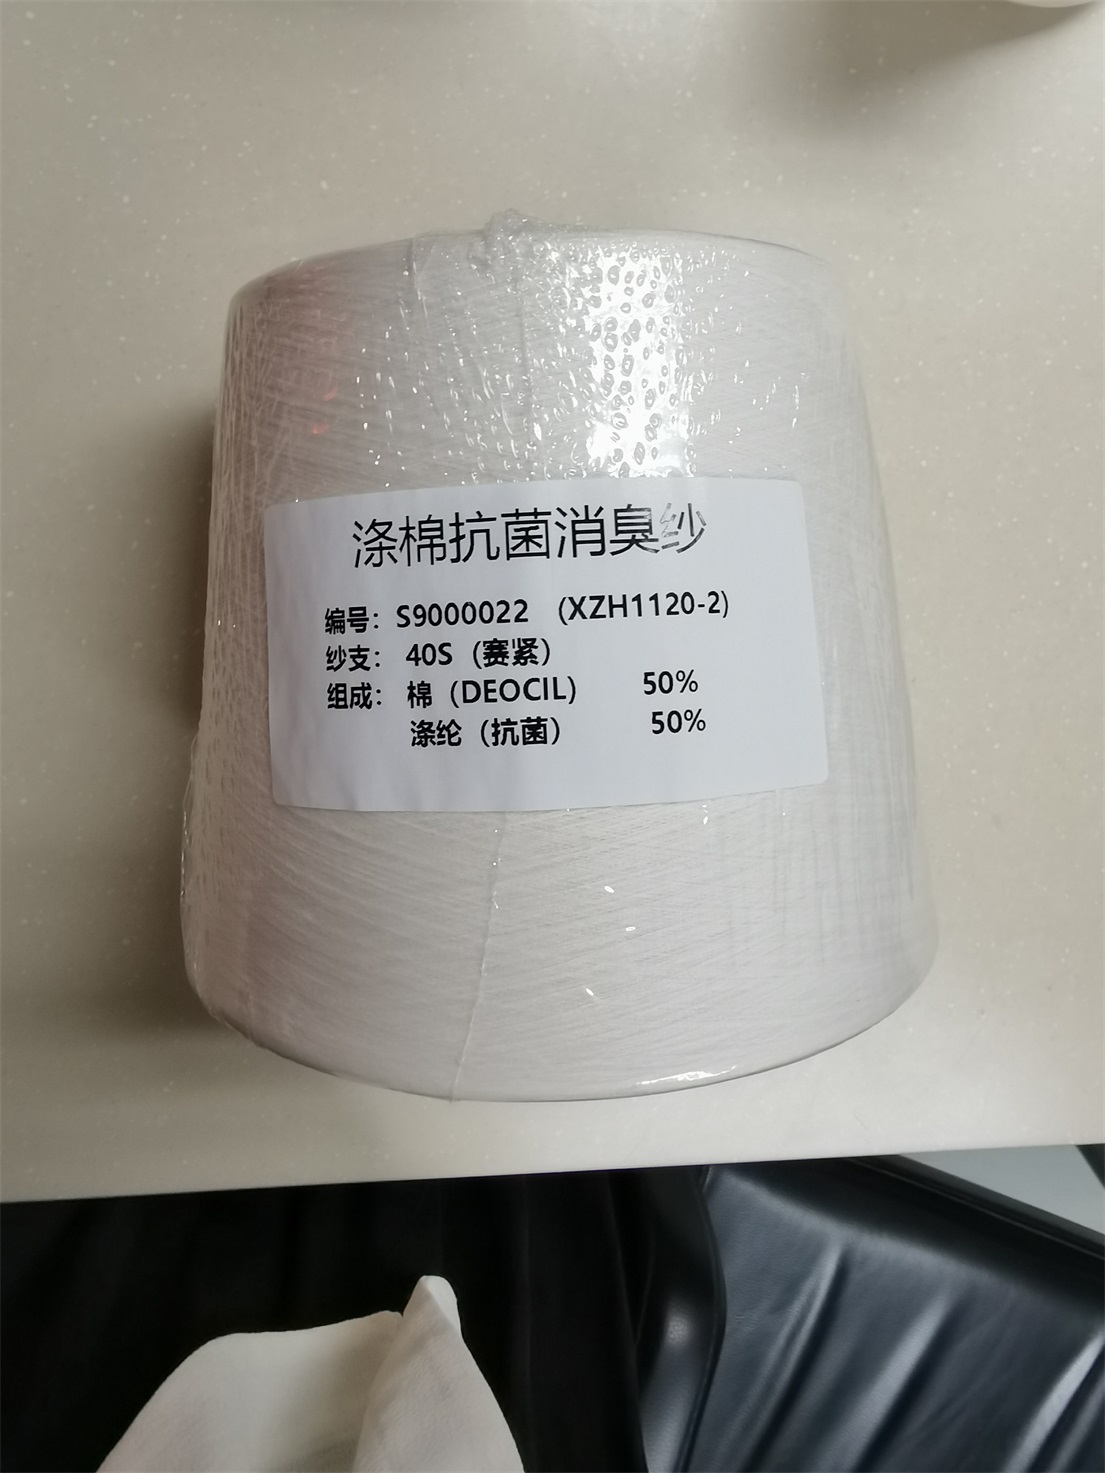 涤棉抗菌消臭纱
编号：S9000022 （XZH1120-2)
纱支： 40S（赛紧）
组成： 棉（DEOCIL） 50%
涤纶（抗菌） 50%